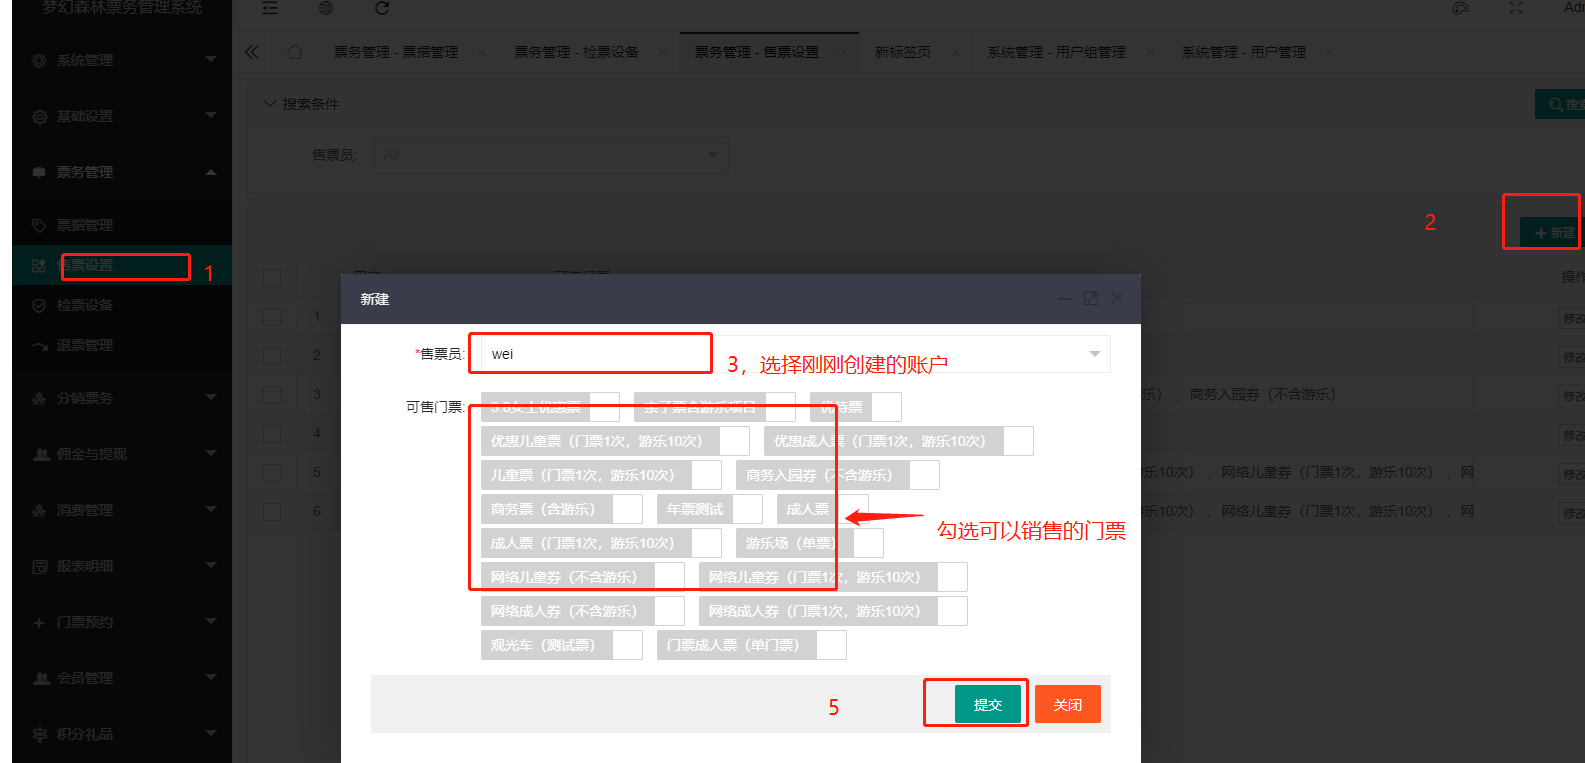 梦幻森林票务管理系统
Adr
票务管理 - 票据管理
票务管理 - 检票设备
票务管理 - 售票设置
新标签页
系统管理 - 用户组管理
系统管理 - 用户管理
系统管理
基础设置
票务管理
票据管理
售票设置
1
检票设备
退票管理
分销票务
佣金与提现
消费管理
报表明细
门票预约
会员管理
积分礼品
搜索条件
搜索
售票员:
All
2
新建
操作
1
修改
2
修改
3
乐），商务入园券（不含游乐）
修改
4
修改
5
乐10次），网络儿童券（门票1次，游乐10次），网
修改
6
乐10次），网络儿童券（门票1次，游乐10次），网
修改
新建
*售票员:
wei
3，选择刚刚创建的账户
可售门票:
3.8女士优惠票
亲子票含游乐项目
优待票
优惠儿童票（门票1次，游乐10次）
优惠成人票（门票1次，游乐10次）
儿童票（门票1次，游乐10次）
商务入园券（不含游乐）
商务票（含游乐）
年票测试
成人票
勾选可以销售的门票
成人票（门票1次，游乐10次）
游乐场（单票）
网络儿童券（不含游乐）
网络儿童券（门票1次，游乐10次）
网络成人券（不含游乐）
网络成人券（门票1次，游乐10次）
观光车（测试票）
门票成人票（单门票）
5
提交
关闭